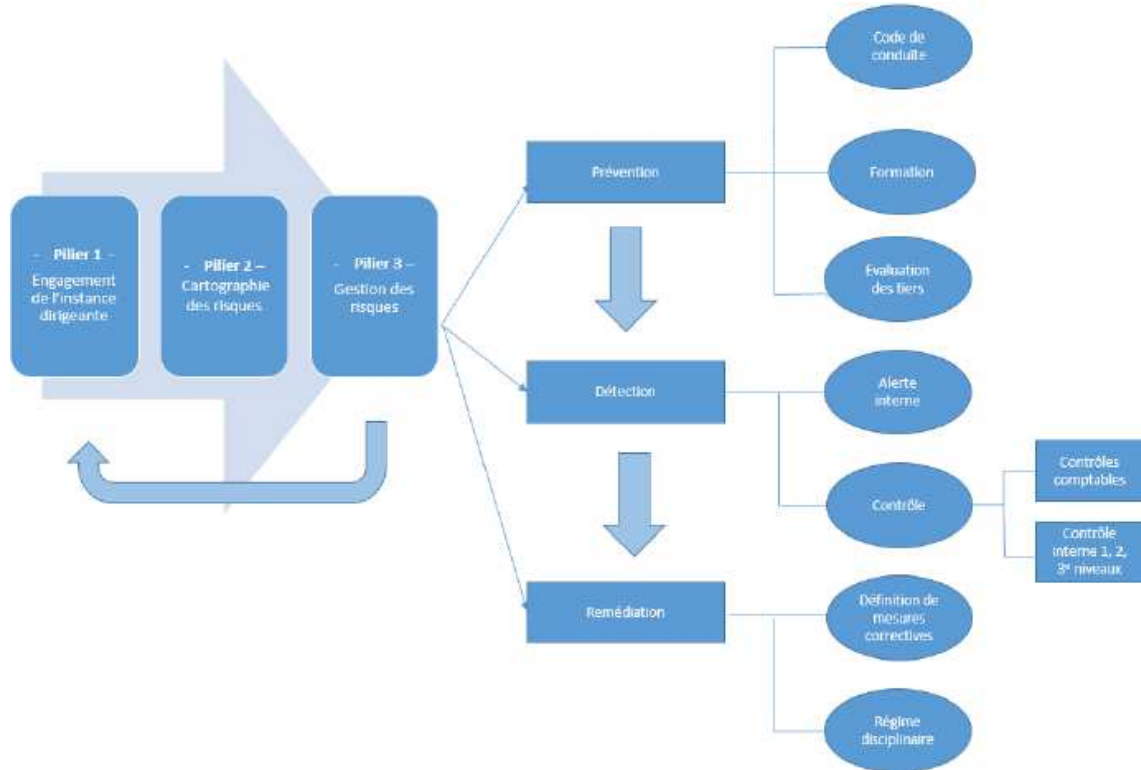 - Pilier 1 -
Engagement
de l'instance
dirigeante
- Pilier 2 –
Cartographie
des risques
- Pilier 3 –
Gestion des
risques
Prévention
Code de
conduite
Formation
Evaluation
des tiers
Détection
Alerte
interne
Contrôle
Contrôles
comptables
Contrôle
interne 1, 2,
3e niveaux
Remédiation
Définition de
mesures
correctives
Régime
disciplinaire